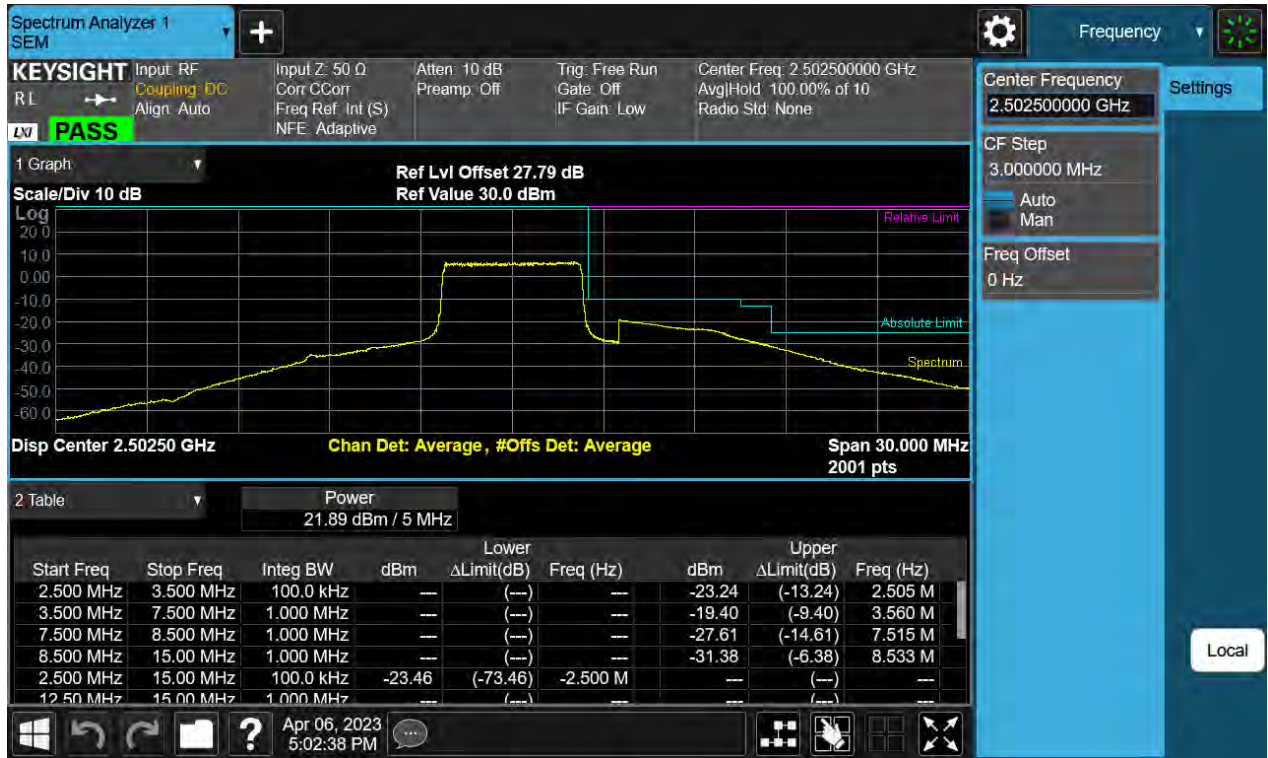 Spectrum Analyzer 1
SEM
+
Frequency
KEYSIGHT
RL
LXI
PASS
Input: RF
Coupling: DC
Align: Auto
Input Z: 50 Ω
Corr CCorr
Freq Ref: Int (S)
NFE: Adaptive
Atten: 10 dB
Preamp: Off
Trig: Free Run
Gate: Off
IF Gain: Low
Center Freq: 2.502500000 GHz
Avg|Hold: 100.00% of 10
Radio Std: None
Center Frequency
2.502500000 GHz
Settings
CF Step
3.000000 MHz
Auto
Man
Freq Offset
0 Hz
Local
1 Graph
Scale/Div 10 dB
Ref Lvl Offset 27.79 dB
Ref Value 30.0 dBm
Log
20.0
10.0
0.00
-10.0
-20.0
-30.0
-40.0
-50.0
-60.0
Relative Limit
Absolute Limit
Spectrum
Disp Center 2.50250 GHz Chan Det: Average, #Offs Det: Average Span 30.000 MHz
2001 pts
2 Table
Power
21.89 dBm / 5 MHz
Lower Upper
Start Freq Stop Freq Integ BW dBm ΔLimit(dB) Freq (Hz) dBm ΔLimit(dB) Freq (Hz)
2.500 MHz 3.500 MHz 100.0 kHz --- (---) --- -23.24 (-13.24) 2.505 M
3.500 MHz 7.500 MHz 1.000 MHz --- (---) --- -19.40 (-9.40) 3.560 M
7.500 MHz 8.500 MHz 1.000 MHz --- (---) --- -27.61 (-14.61) 7.515 M
8.500 MHz 15.00 MHz 1.000 MHz --- (---) --- -31.38 (-6.38) 8.533 M
2.500 MHz 15.00 MHz 100.0 kHz -23.46 (-73.46) -2.500 M --- (---) ---
12.50 MHz 15.00 MHz 1.000 MHz --- (---) --- --- (---) ---
?
Apr 06, 2023
5:02:38 PM